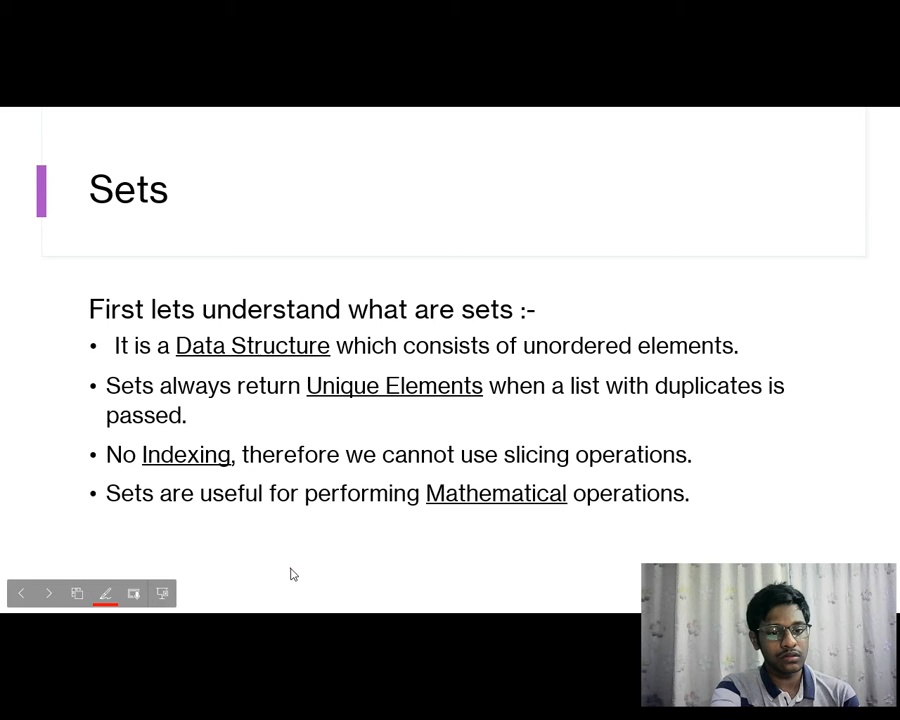 Sets
First lets understand what are sets :-
• It is a Data Structure which consists of unordered elements.
• Sets always return Unique Elements when a list with duplicates is
passed.
• No Indexing, therefore we cannot use slicing operations.
• Sets are useful for performing Mathematical operations.